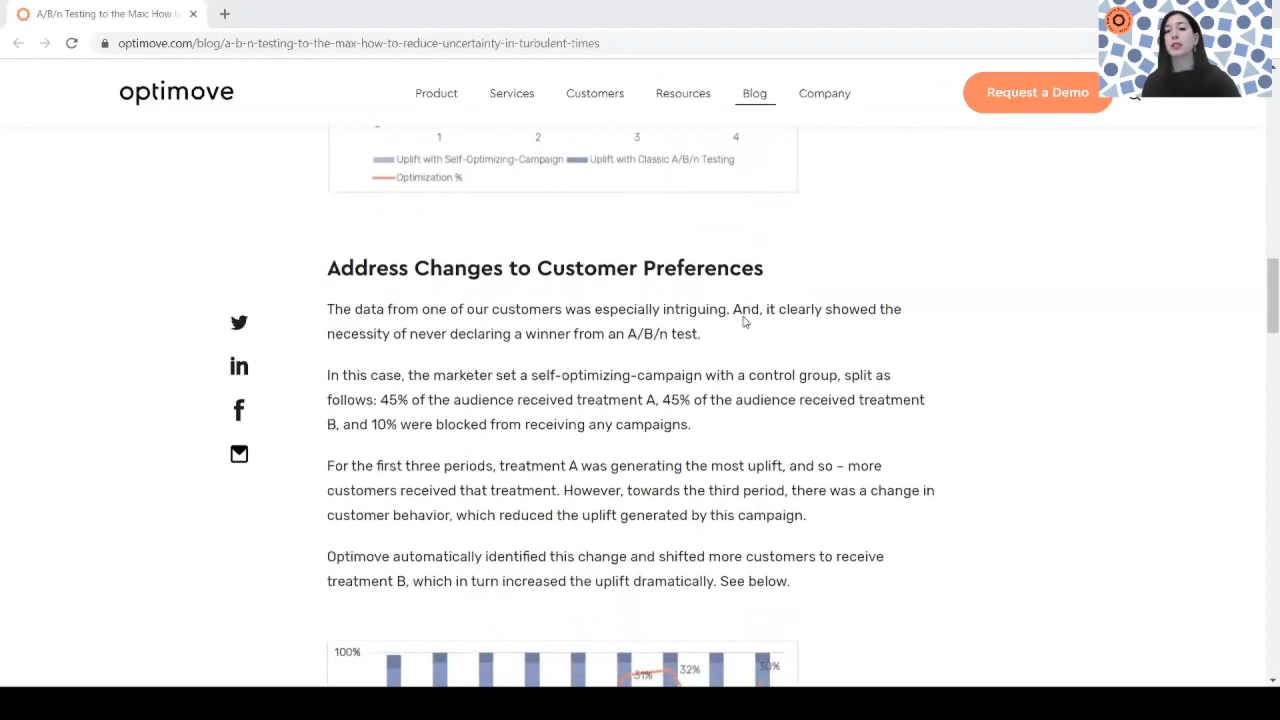 A/B/n Testing to the Max: How t
optimove.com/blog/a-b-n-testing-to-the-max-how-to-reduce-uncertainty-in-turbulent-times
optimove
Product
Services
Customers
Resources
Blog
Company
Request a Demo
1 2 3 4
Uplift with Self-Optimizing-Campaign Uplift with Classic A/B/n Testing
Optimization %
Address Changes to Customer Preferences
The data from one of our customers was especially intriguing. And, it clearly showed the
necessity of never declaring a winner from an A/B/n test.
In this case, the marketer set a self-optimizing-campaign with a control group, split as
follows: 45% of the audience received treatment A, 45% of the audience received treatment
B, and 10% were blocked from receiving any campaigns.
For the first three periods, treatment A was generating the most uplift, and so – more
customers received that treatment. However, towards the third period, there was a change in
customer behavior, which reduced the uplift generated by this campaign.
Optimove automatically identified this change and shifted more customers to receive
treatment B, which in turn increased the uplift dramatically. See below.
100%
31% 32% 30%